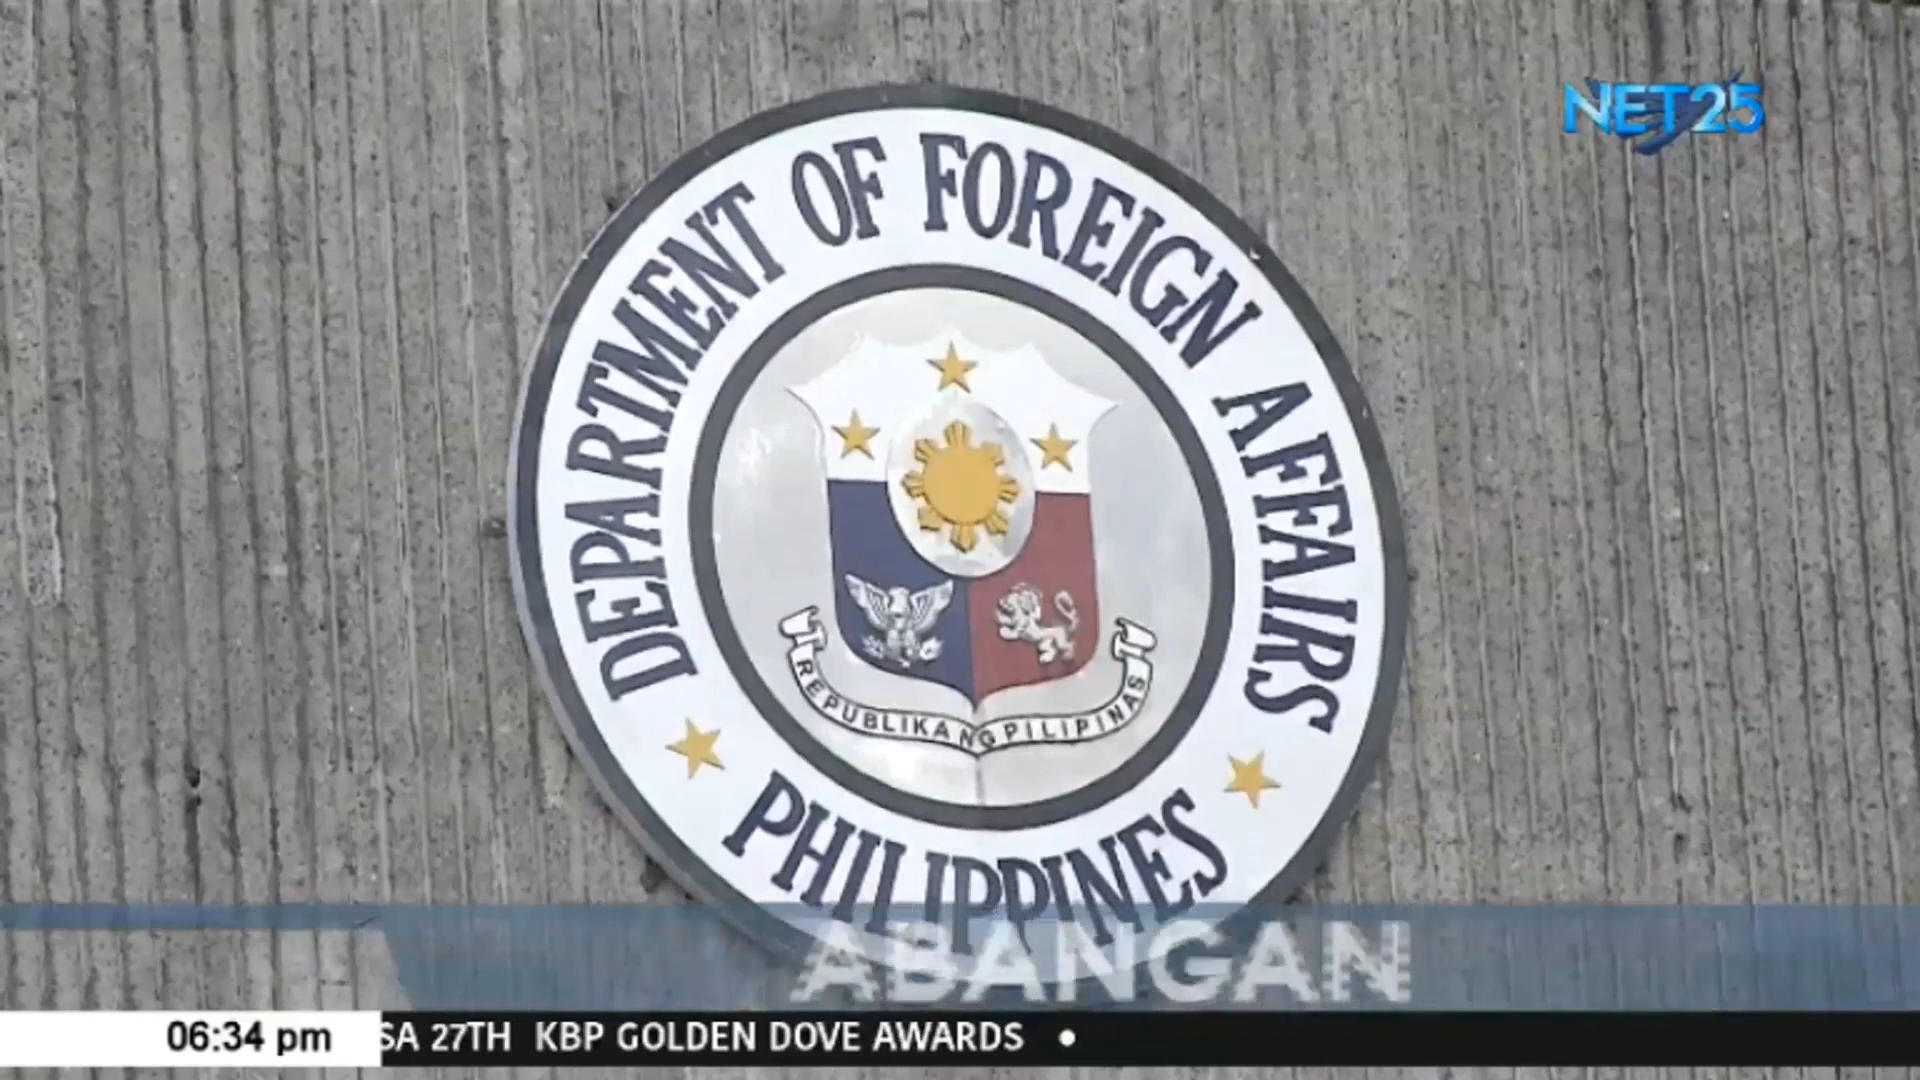 NET25
DEPARTMENT OF FOREIGN AFFAIRS
REPUBLIKA NG PILIPINAS
PHILIPPINES
ABANGAN
06:34 pm
SA 27TH KBP GOLDEN DOVE AWARDS •